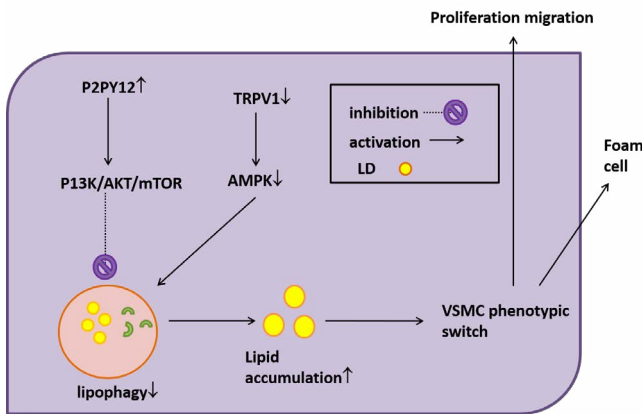 Proliferation migration
P2PY12↑
TRPV1↓
inhibition
activation
LD
Foam
cell
P13K/AKT/mTOR
AMPK↓
VSMC phenotypic
switch
Lipid
accumulation↑
lipophagy↓